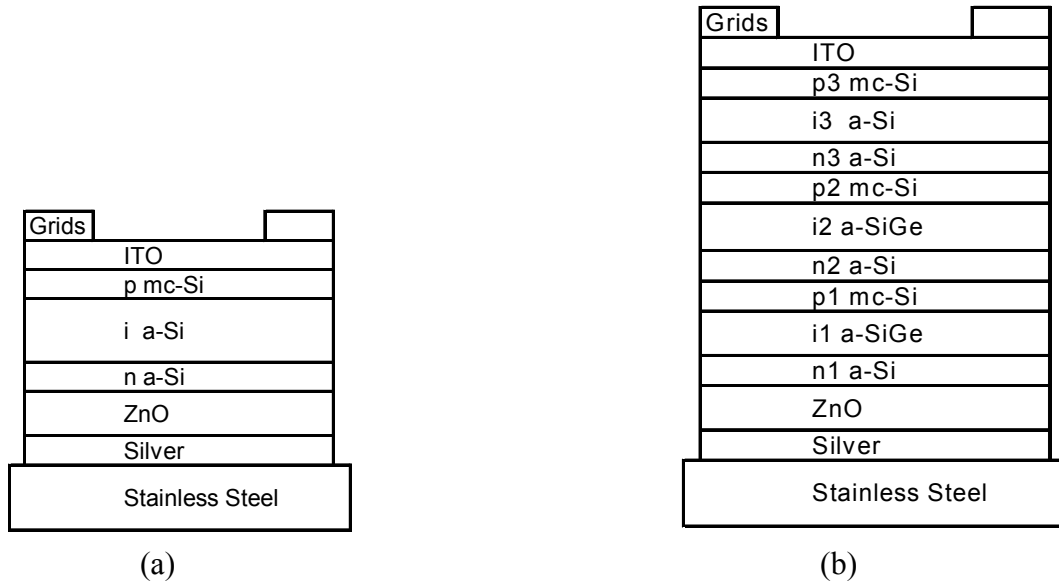 Grids
ITO
p mc-Si
i a-Si
n a-Si
ZnO
Silver
Stainless Steel
(a)
Grids
ITO
p3 mc-Si
i3 a-Si
n3 a-Si
p2 mc-Si
i2 a-SiGe
n2 a-Si
p1 mc-Si
i1 a-SiGe
n1 a-Si
ZnO
Silver
Stainless Steel
(b)